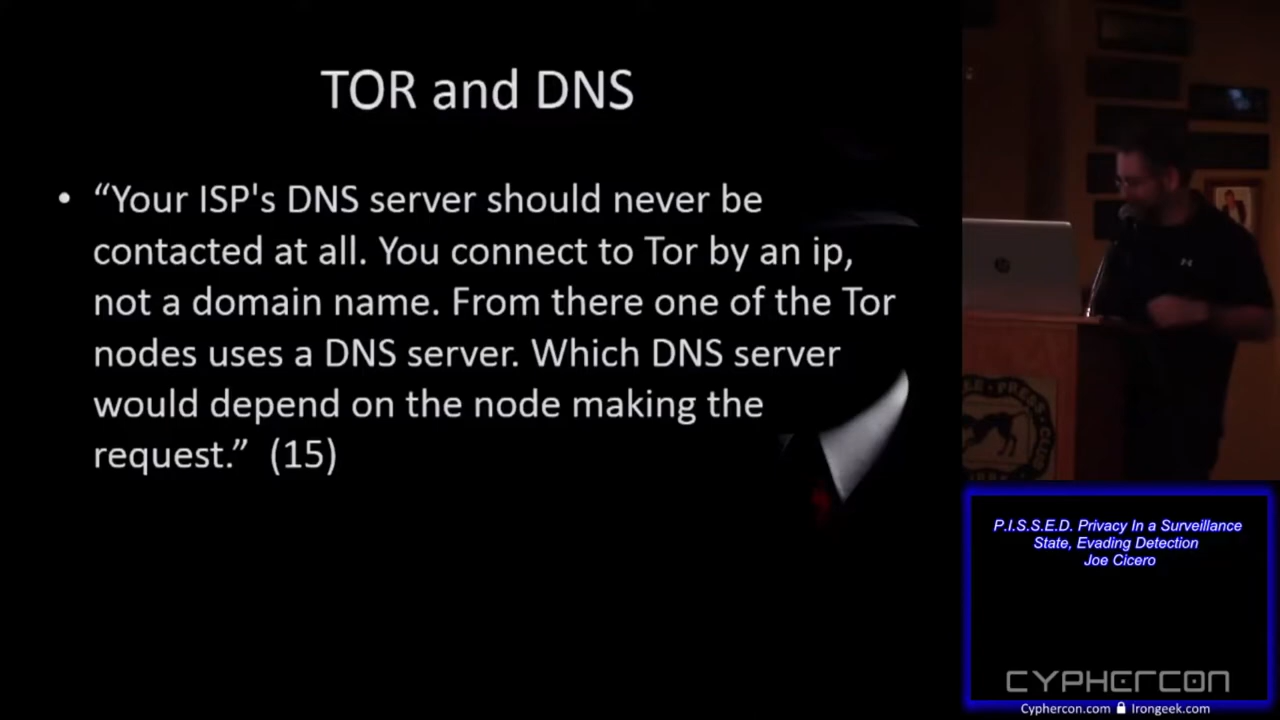 TOR and DNS
• “Your ISP's DNS server should never be
contacted at all. You connect to Tor by an ip,
not a domain name. From there one of the Tor
nodes uses a DNS server. Which DNS server
would depend on the node making the
request.” (15)
P.I.S.S.E.D. Privacy In a Surveillance
State, Evading Detection
Joe Cicero
CYPHERCON
Cyphercon.com Irongeek.com